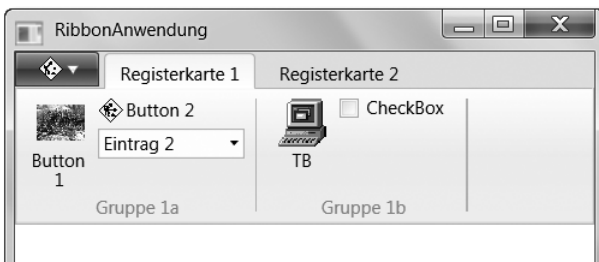 RibbonAnwendung
Registerkarte 1 Registerkarte 2
Button 2 CheckBox
Eintrag 2
Button
1
TB
Gruppe 1a Gruppe 1b